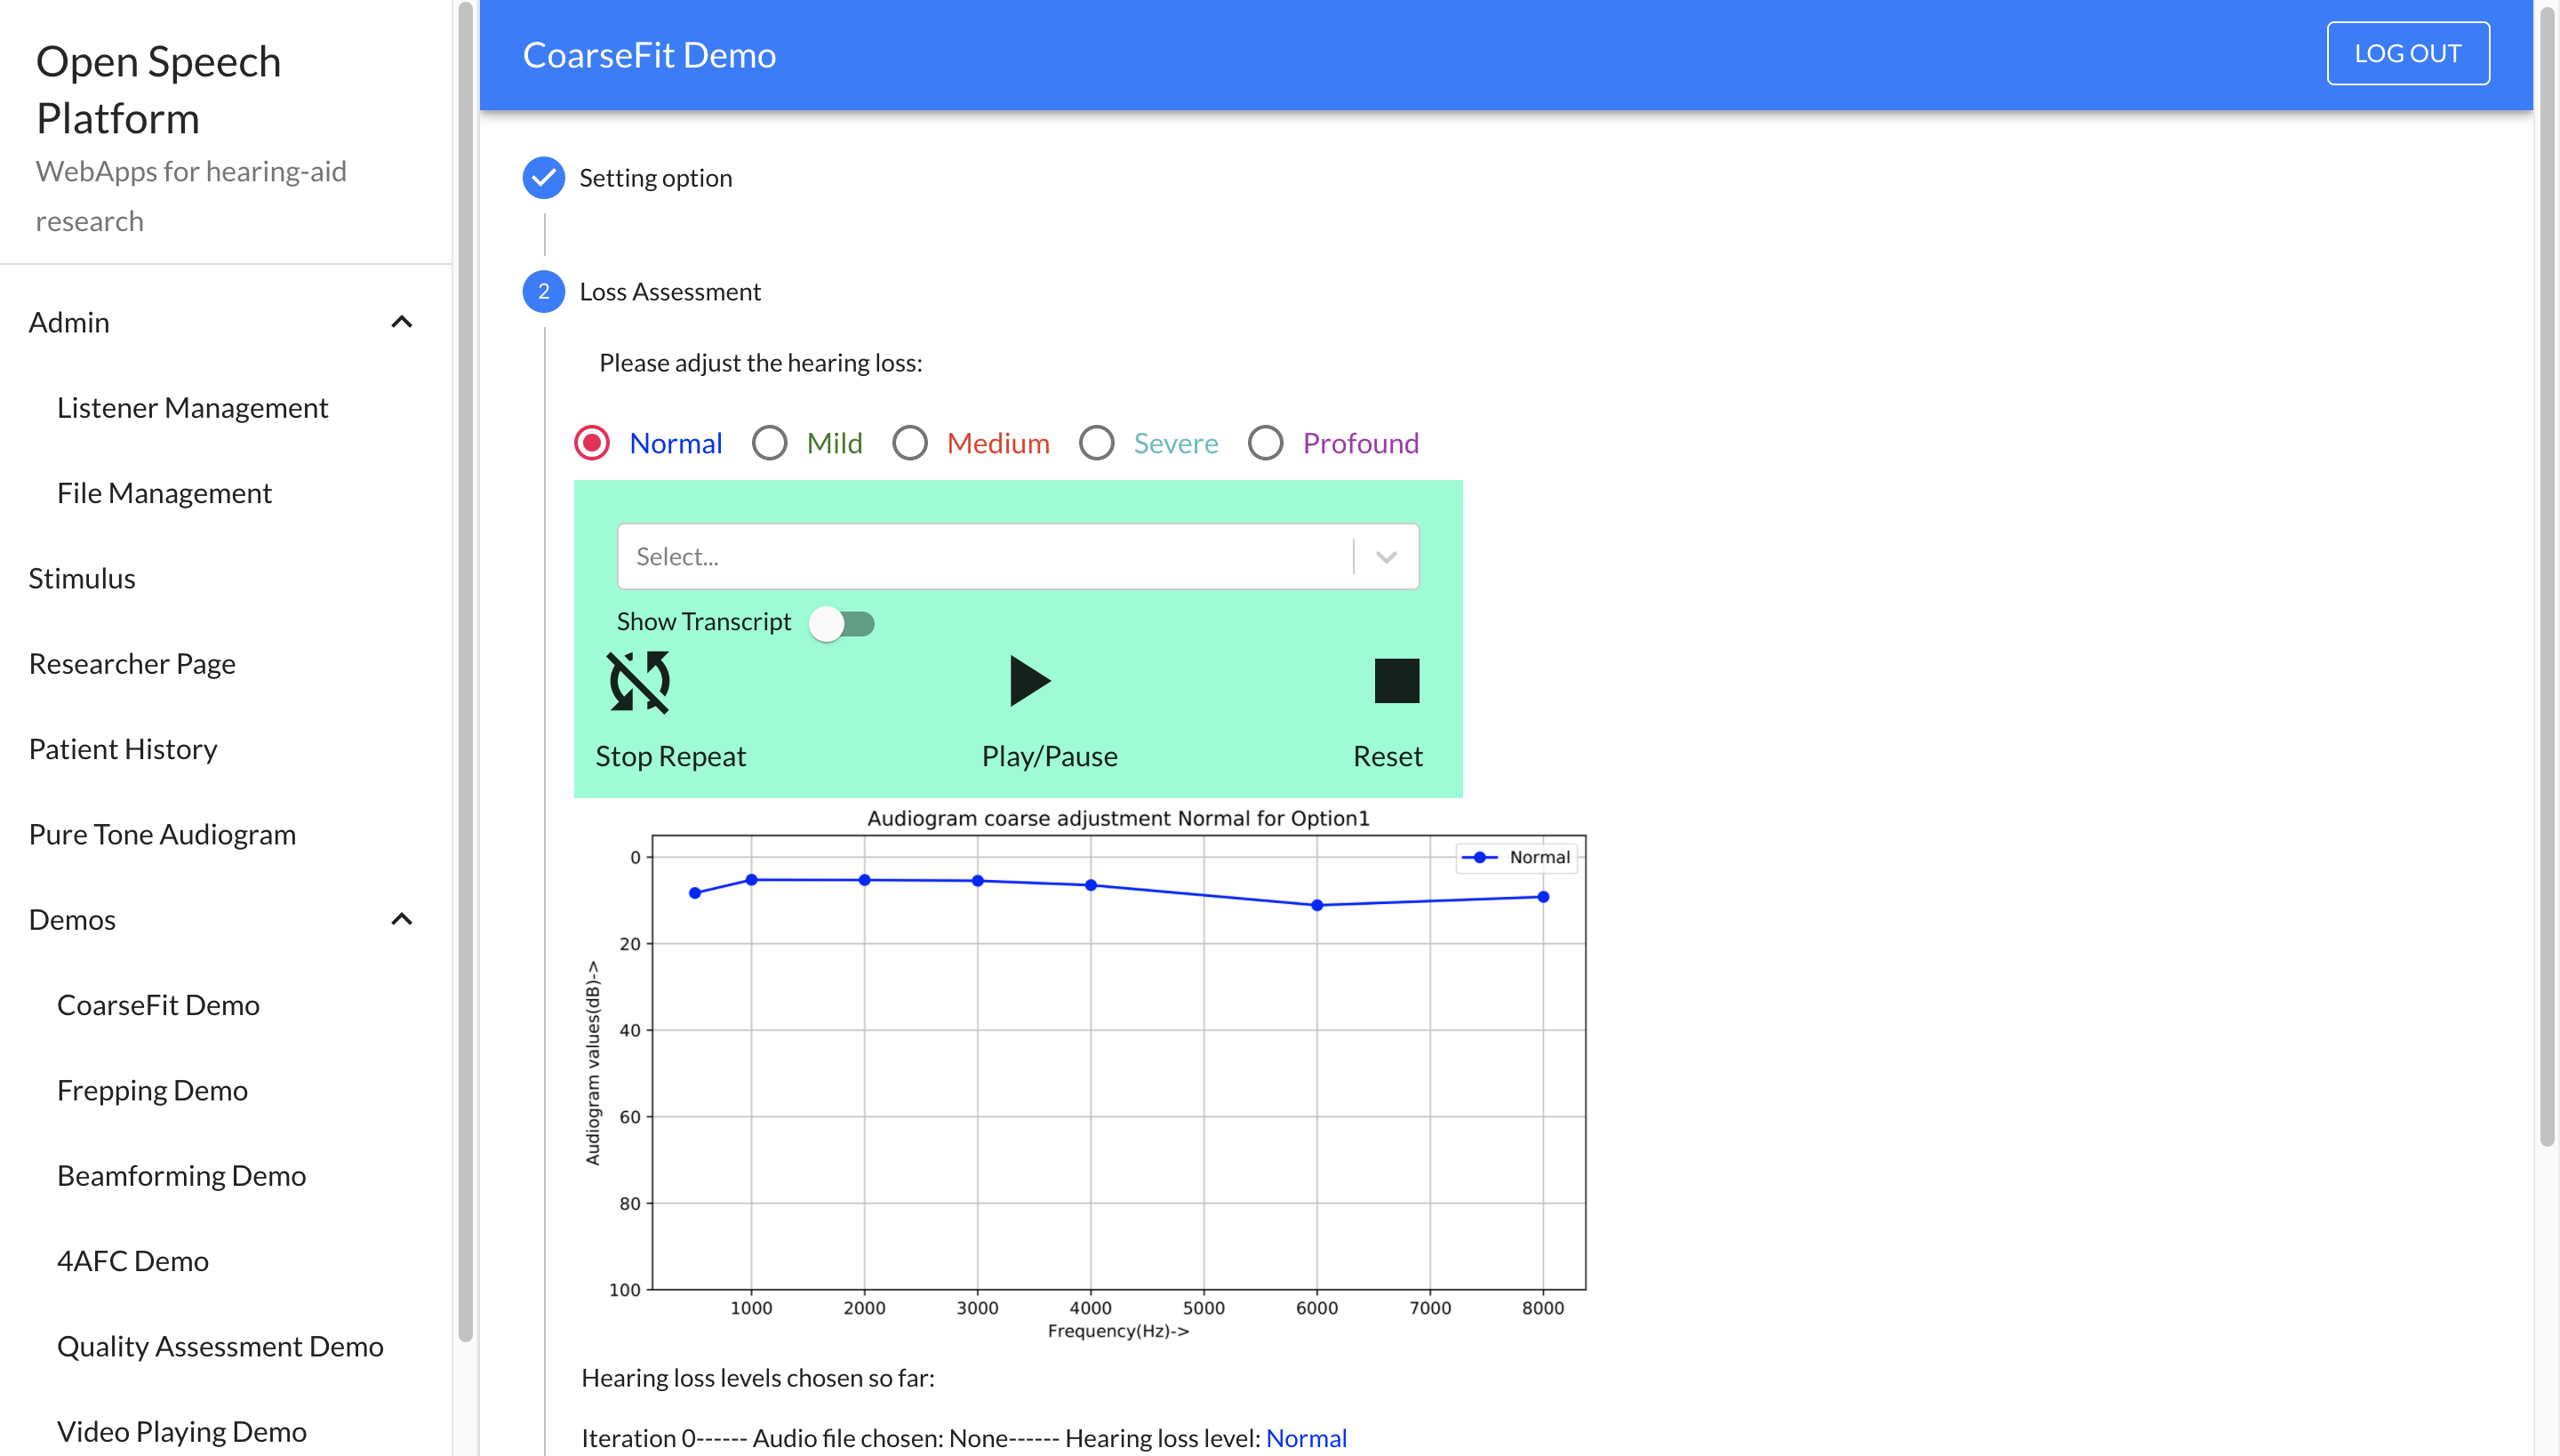 Open Speech
Platform
WebApps for hearing-aid
research
Admin
Listener Management
File Management
Stimulus
Researcher Page
Patient History
Pure Tone Audiogram
Demos
CoarseFit Demo
Frepping Demo
Beamforming Demo
4AFC Demo
Quality Assessment Demo
Video Playing Demo
CoarseFit Demo
LOG OUT
Setting option
2 Loss Assessment
Please adjust the hearing loss:
Normal Mild Medium Severe Profound
Select...
Show Transcript
Stop Repeat Play/Pause Reset
Audiogram coarse adjustment Normal for Option1
Normal
0
20
40
60
80
100
Audiogram values(dB)->
1000 2000 3000 4000 5000 6000 7000 8000
Frequency(Hz)->
Hearing loss levels chosen so far:
Iteration 0------ Audio file chosen: None------ Hearing loss level: Normal